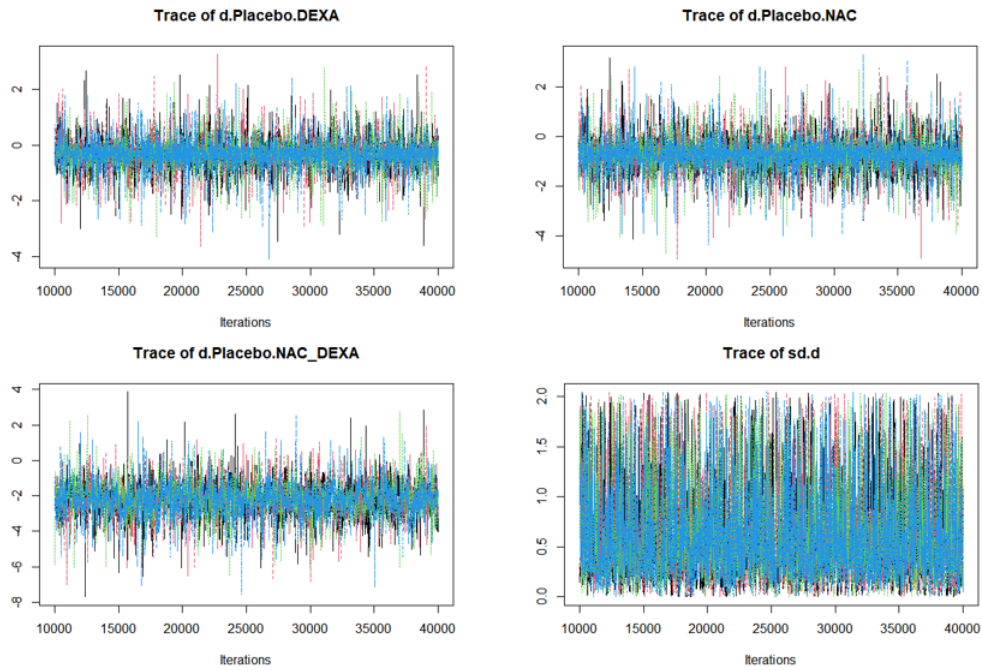 Trace of d.Placebo.DEXA
2
0
-2
-4
10000 15000 20000 25000 30000 35000 40000
Iterations
Trace of d.Placebo.NAC
2
0
-2
-4
10000 15000 20000 25000 30000 35000 40000
Iterations
Trace of d.Placebo.NAC_DEXA
4
2
0
-2
-4
-6
-8
10000 15000 20000 25000 30000 35000 40000
Iterations
Trace of sd.d
2.0
1.5
1.0
0.5
0.0
10000 15000 20000 25000 30000 35000 40000
Iterations